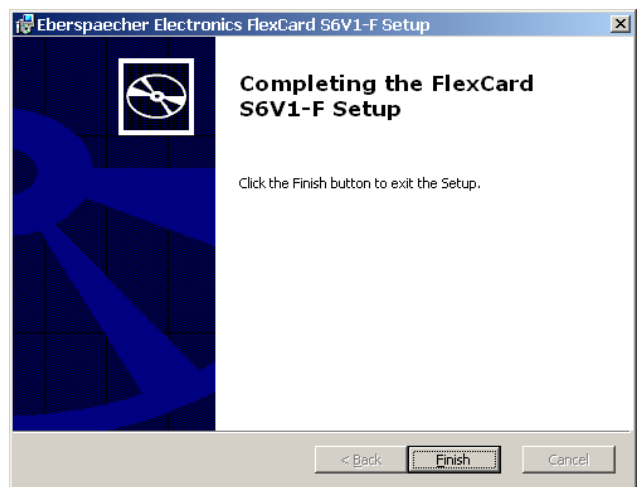 Eberspaecher Electronics FlexCard S6V1-F Setup
Completing the FlexCard
S6V1-F Setup
Click the Finish button to exit the Setup.
< Back
Finish
Cancel